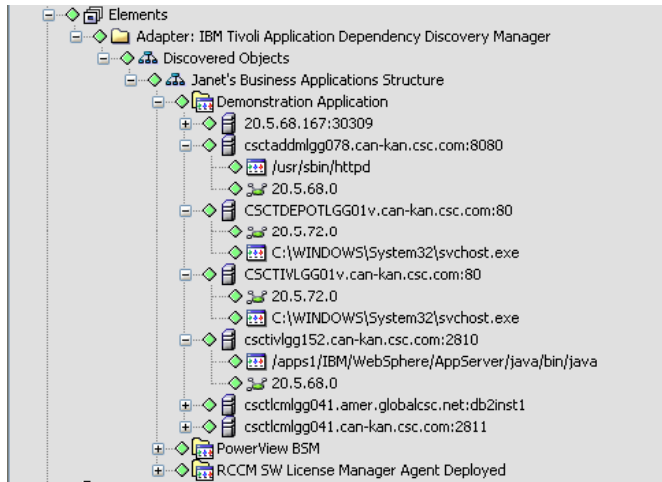 Elements
Adapter: IBM Tivoli Application Dependency Discovery Manager
Discovered Objects
Janet's Business Applications Structure
Demonstration Application
20.5.68.167:30309
csctaddmlgg078.can-kan.csc.com:8080
/usr/sbin/httpd
20.5.68.0
CSCTDEPOTLGG01v.can-kan.csc.com:80
20.5.72.0
C:\WINDOWS\System32\svchost.exe
CSCTIVLGG01v.can-kan.csc.com:80
20.5.72.0
C:\WINDOWS\System32\svchost.exe
csctivlgg152.can-kan.csc.com:2810
/apps1/IBM/WebSphere/AppServer/java/bin/java
20.5.68.0
csctlcmlgg041.amer.globalcsc.net:db2inst1
csctlcmlgg041.can-kan.csc.com:2811
PowerView BSM
RCCM SW License Manager Agent Deployed